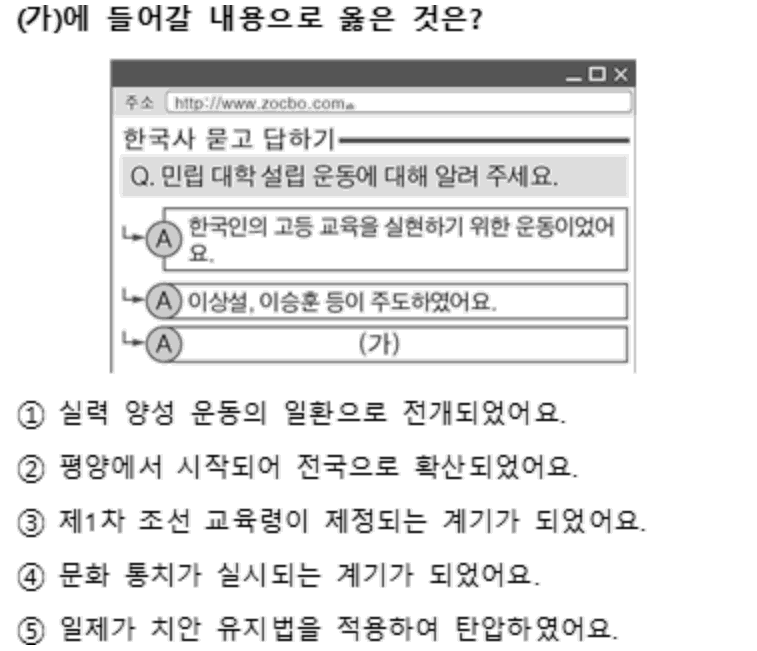 (가)에 들어갈 내용으로 옳은 것은?
주소 http://www.zocbo.com
한국사 묻고 답하기
Q. 민립 대학 설립 운동에 대해 알려 주세요.
A 한국인의 고등 교육을 실현하기 위한 운동이었어
요.
A 이상설, 이승훈 등이 주도하였어요.
A (가)
① 실력 양성 운동의 일환으로 전개되었어요.
② 평양에서 시작되어 전국으로 확산되었어요.
③ 제1차 조선 교육령이 제정되는 계기가 되었어요.
④ 문화 통치가 실시되는 계기가 되었어요.
⑤ 일제가 치안 유지법을 적용하여 탄압하였어요.